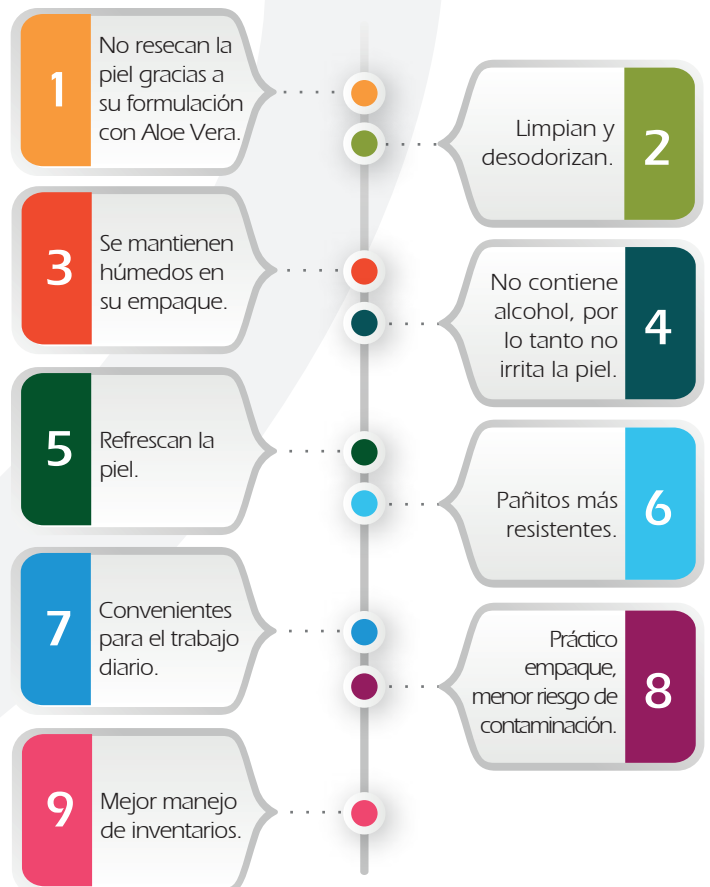 1
No resecan la
piel gracias a
su formulación
con Aloe Vera.
2
Limpian y
desodorizan.
3
Se mantienen
húmedos en
su empaque.
4
No contiene
alcohol, por
lo tanto no
irrita la piel.
5
Refrescan la
piel.
6
Pañitos más
resistentes.
7
Convenientes
para el trabajo
diario.
8
Práctico
empaque,
menor riesgo de
contaminación.
9
Mejor manejo
de inventarios.